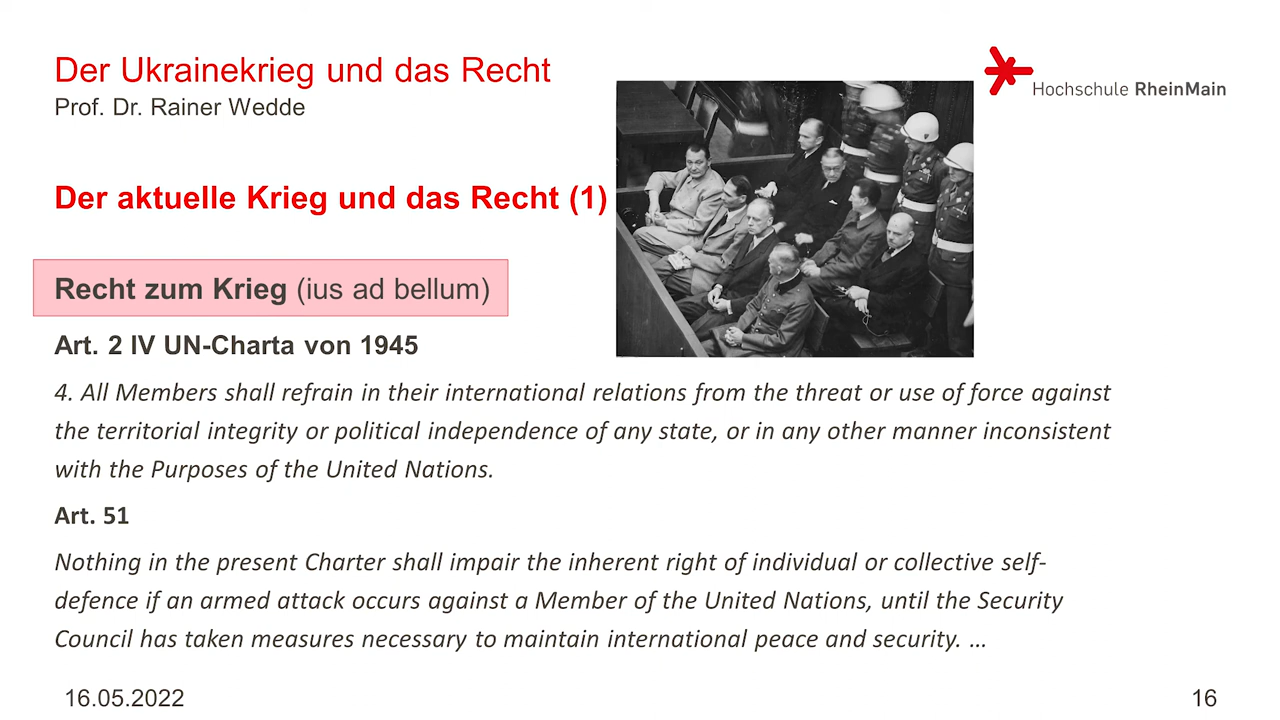 Der Ukrainekrieg und das Recht
Prof. Dr. Rainer Wedde
Hochschule RheinMain
Der aktuelle Krieg und das Recht (1)
Recht zum Krieg (ius ad bellum)
Art. 2 IV UN-Charta von 1945
4. All Members shall refrain in their international relations from the threat or use of force against
the territorial integrity or political independence of any state, or in any other manner inconsistent
with the Purposes of the United Nations.
Art. 51
Nothing in the present Charter shall impair the inherent right of individual or collective self-
defence if an armed attack occurs against a Member of the United Nations, until the Security
Council has taken measures necessary to maintain international peace and security. …
16.05.2022
16